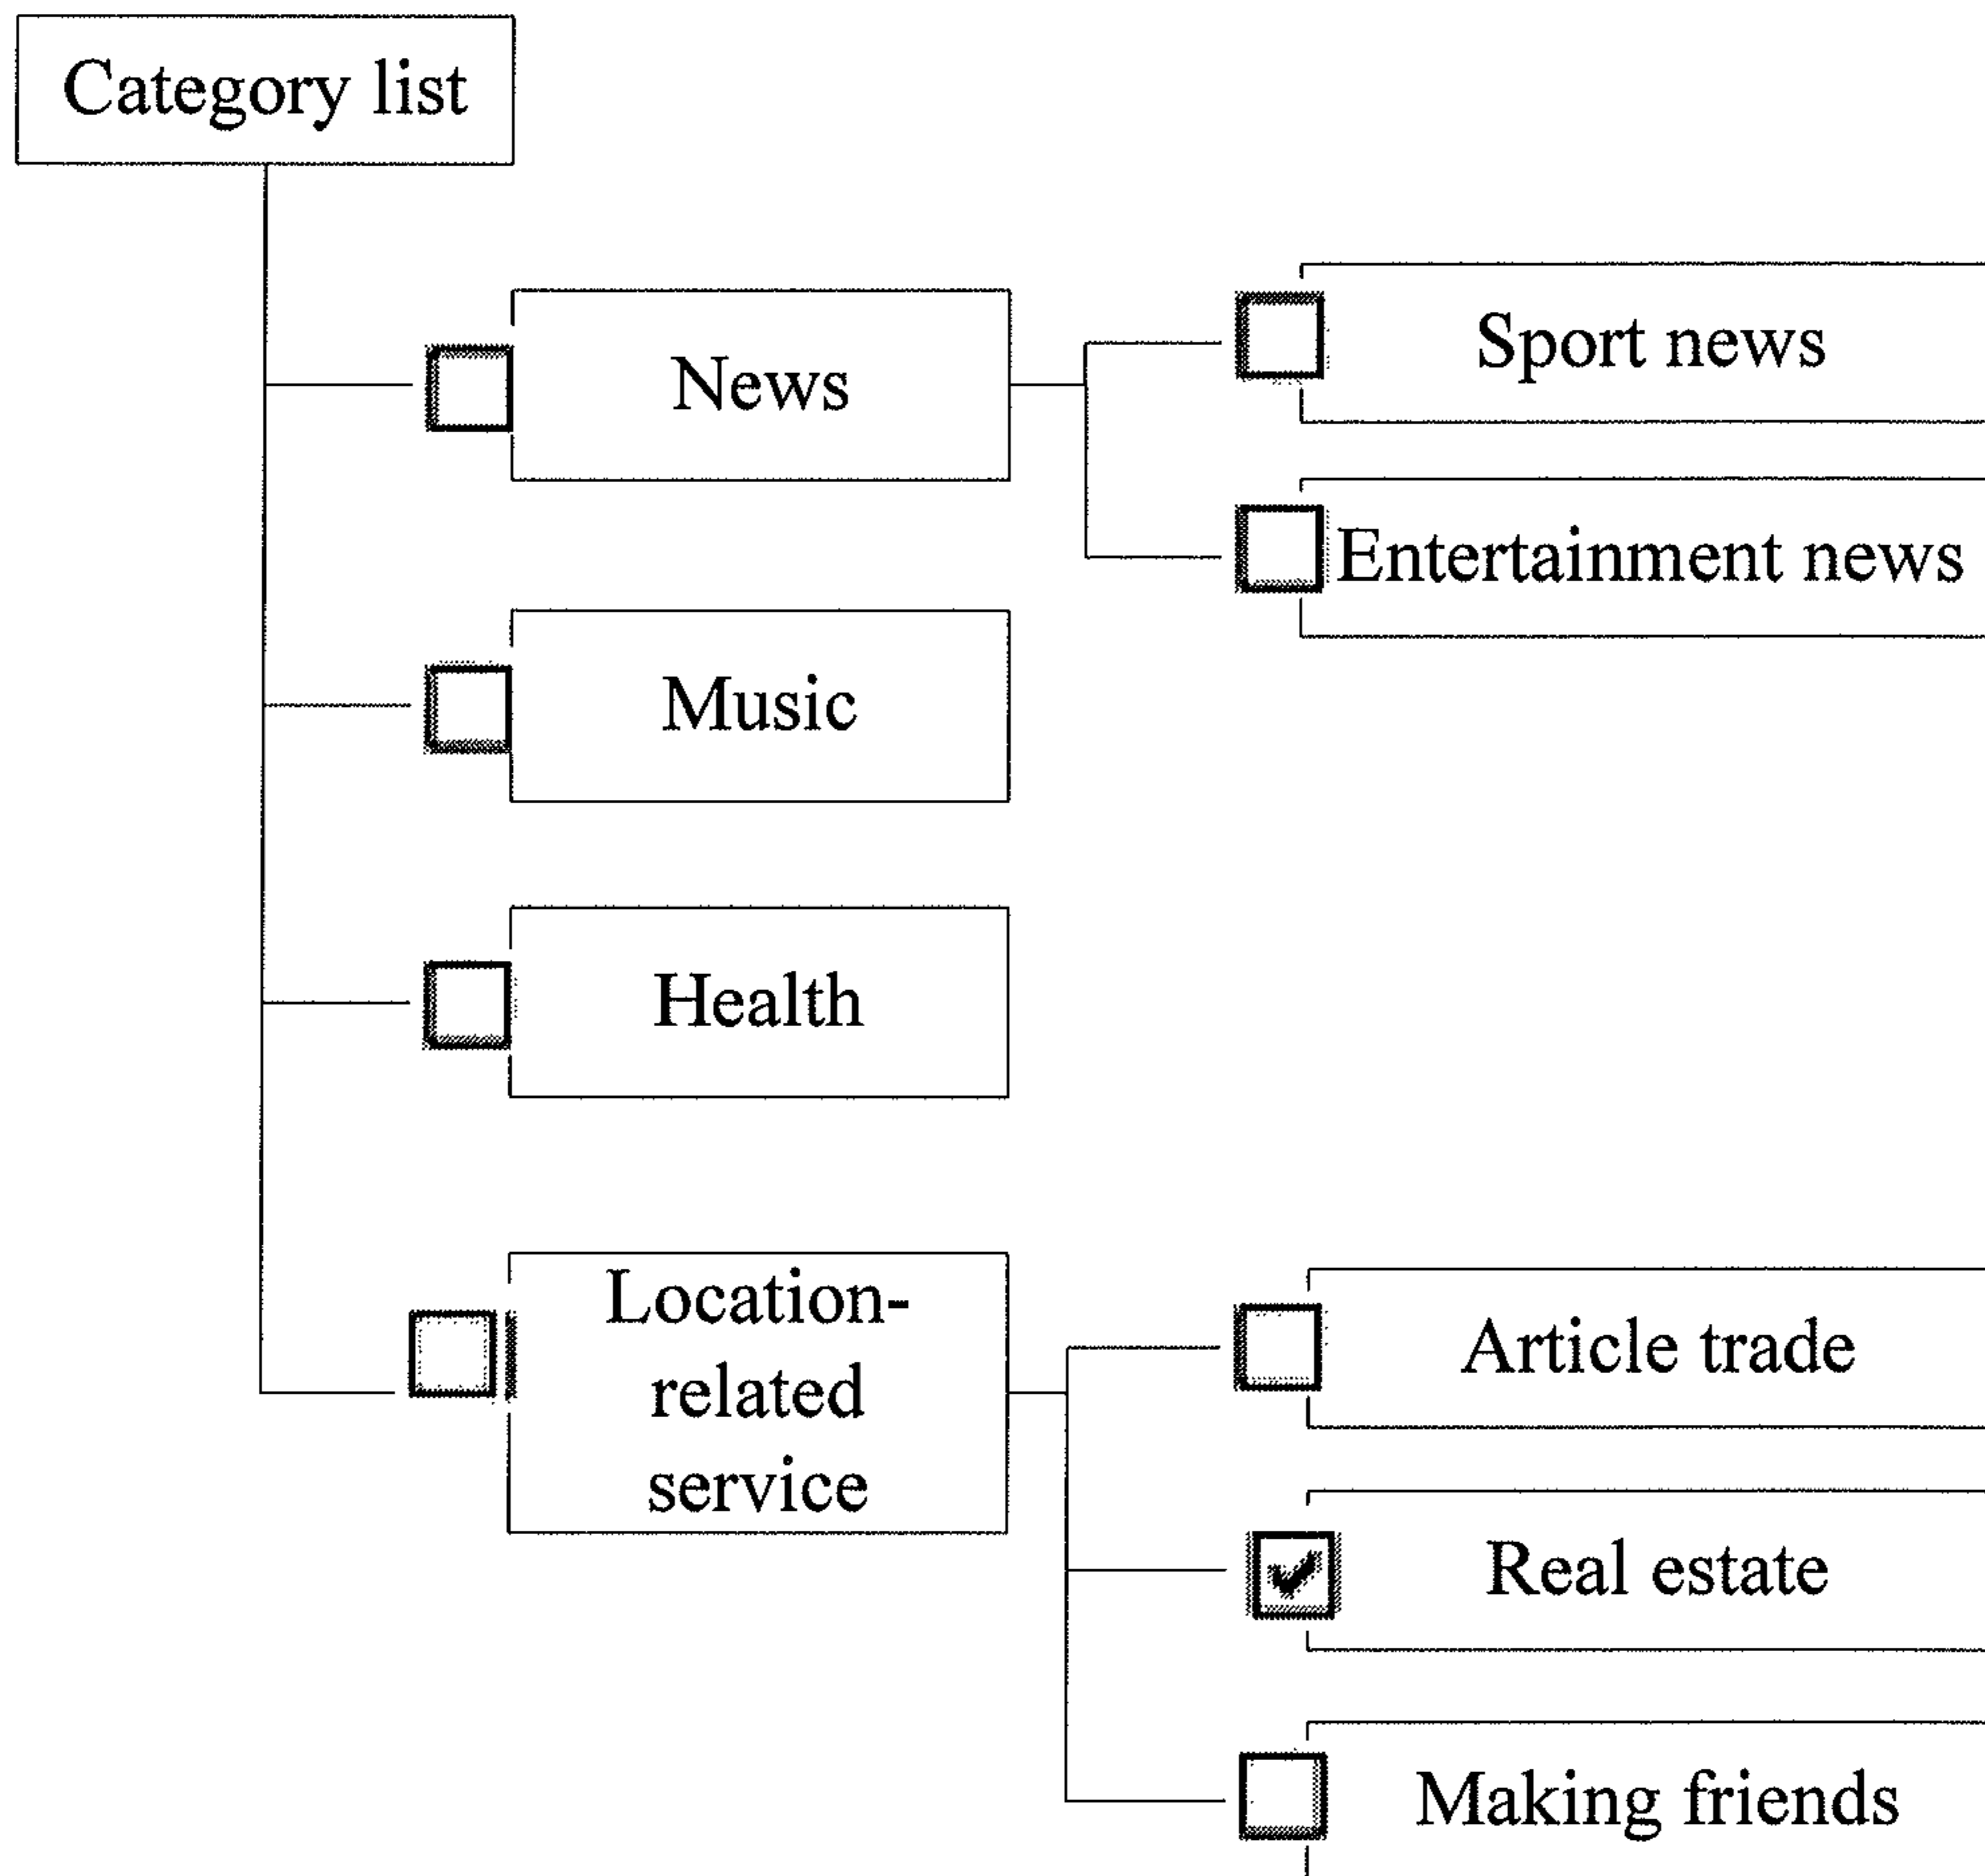 Category list
News
Sport news
Entertainment news
Music
Health
Location-
related
service
Article trade
Real estate
Making friends